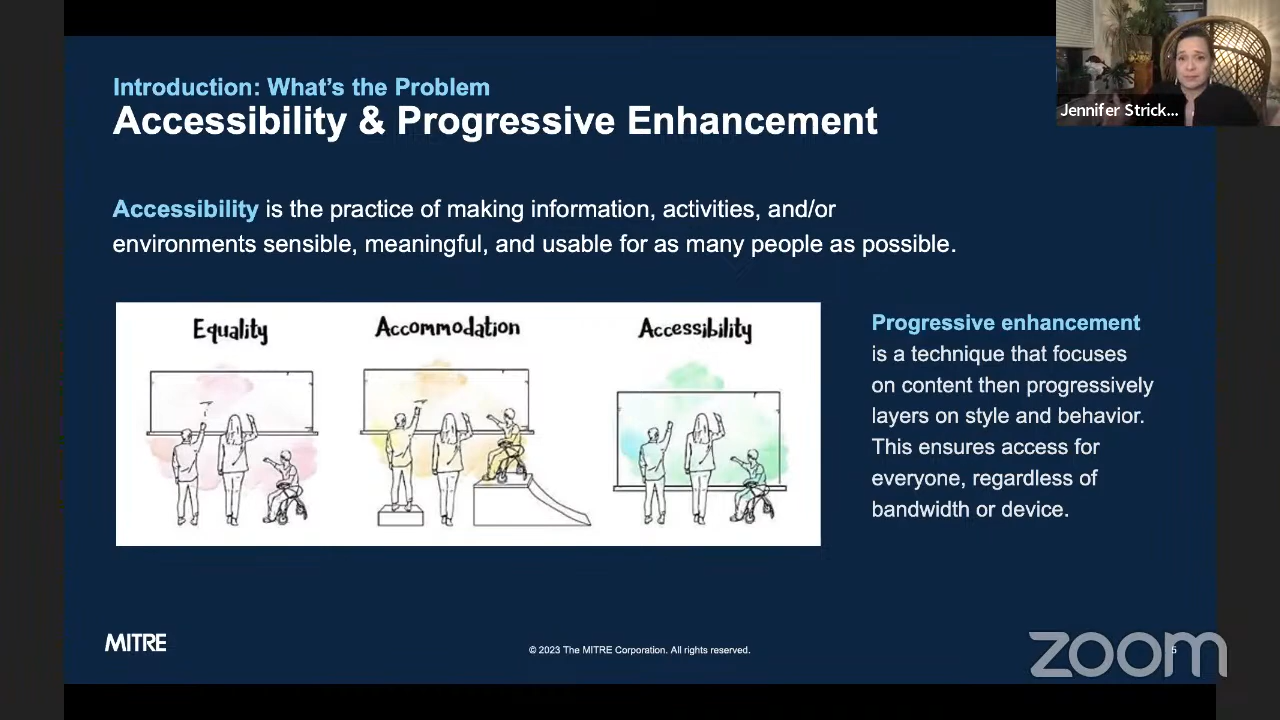 Introduction: What's the Problem
Accessibility & Progressive Enhancement
Jennifer Strick...
Accessibility is the practice of making information, activities, and/or
environments sensible, meaningful, and usable for as many people as possible.
Equality
Accommodation
Accessibility
Progressive enhancement
is a technique that focuses
on content then progressively
layers on style and behavior.
This ensures access for
everyone, regardless of
bandwidth or device.
MITRE
© 2023 The MITRE Corporation. All rights reserved.
5
zoom